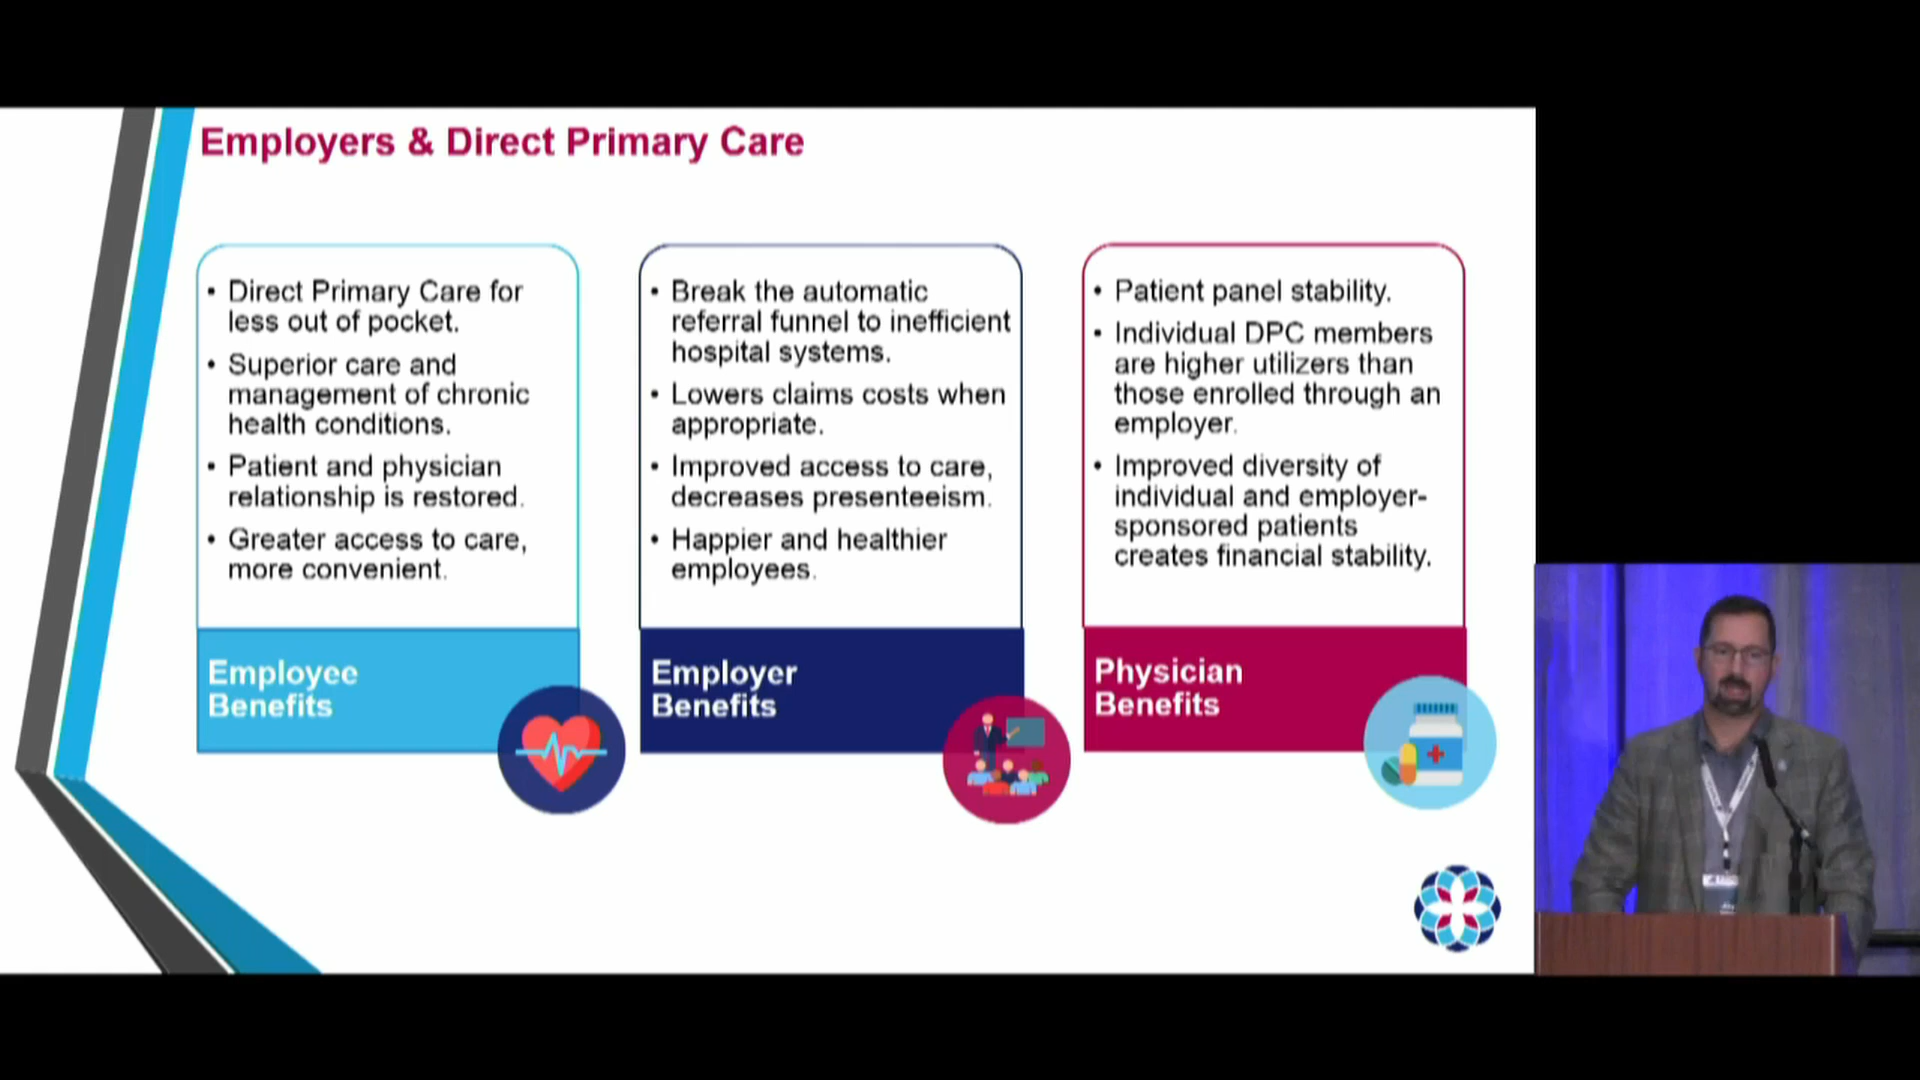 Employers & Direct Primary Care
• Direct Primary Care for
less out of pocket.
• Superior care and
management of chronic
health conditions.
• Patient and physician
relationship is restored.
• Greater access to care,
more convenient.
Employee
Benefits
• Break the automatic
referral funnel to inefficient
hospital systems.
• Lowers claims costs when
appropriate.
• Improved access to care,
decreases presenteeism.
• Happier and healthier
employees.
Employer
Benefits
• Patient panel stability.
• Individual DPC members
are higher utilizers than
those enrolled through an
employer.
• Improved diversity of
individual and employer-
sponsored patients
creates financial stability.
Physician
Benefits